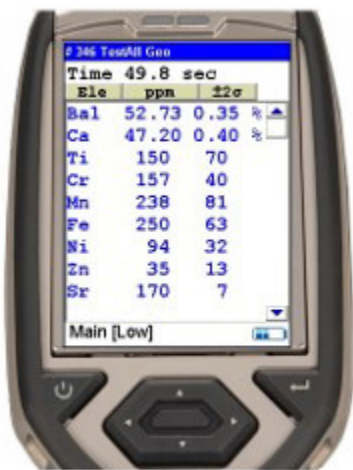 # 346 TestAll Geo
Time 49.8 sec
Ele ppm ±2σ
Bal 52.73 0.35 %
Ca 47.20 0.40 %
Ti 150 70
Cr 157 40
Mn 238 81
Fe 250 63
Ni 94 32
Zn 35 13
Sr 170 7
Main [Low]